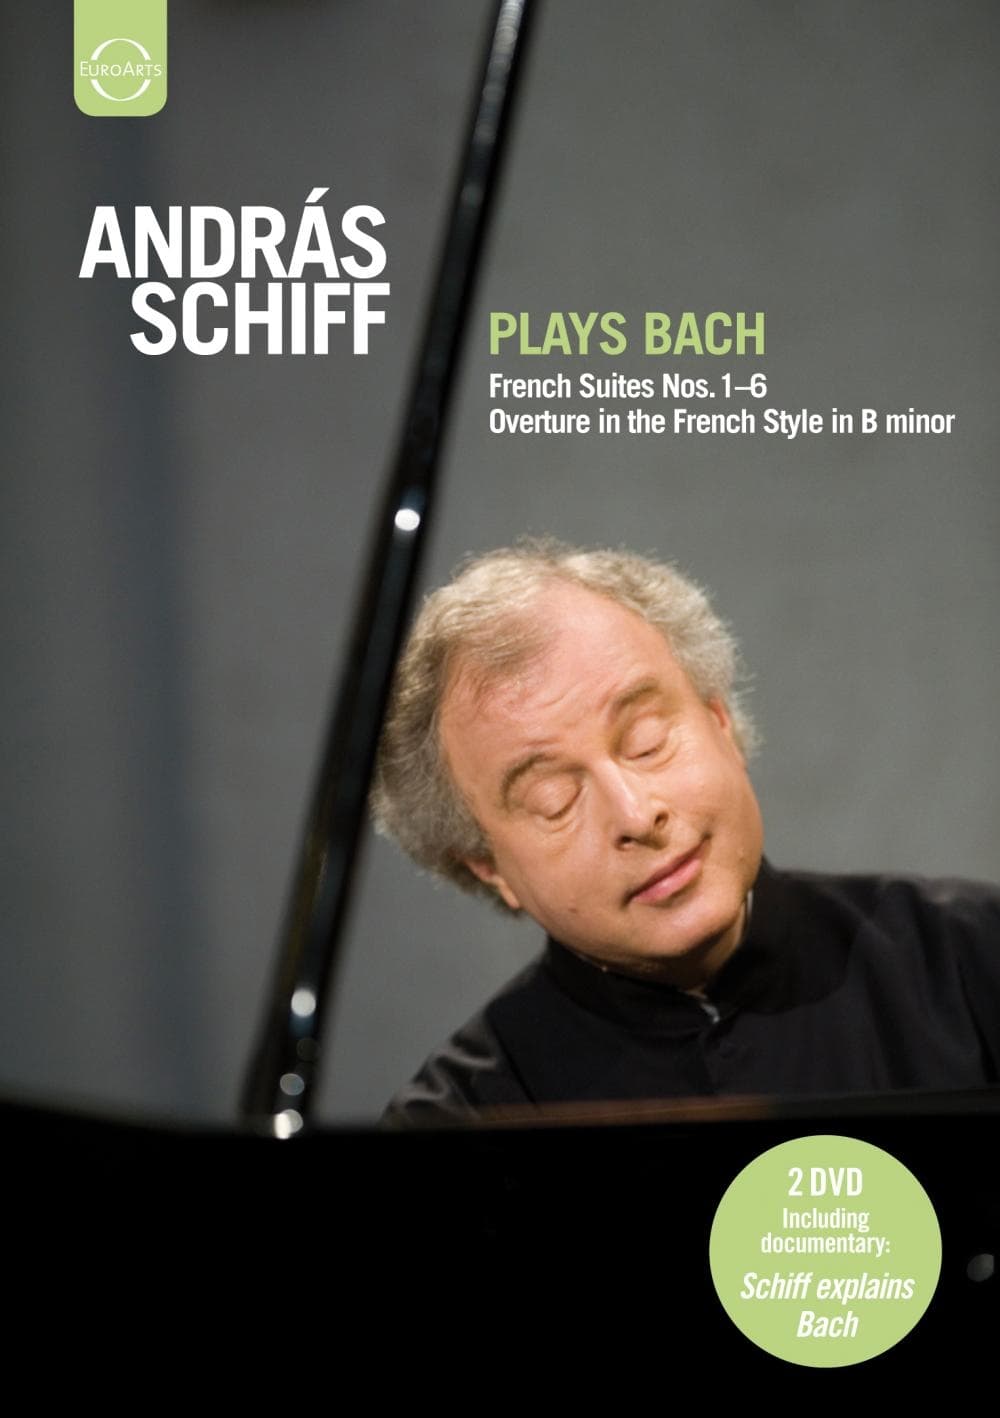 EUROARTS
ANDRÁS
SCHIFF
PLAYS BACH
French Suites Nos. 1–6
Overture in the French Style in B minor
2 DVD
Including
documentary:
Schiff explains
Bach